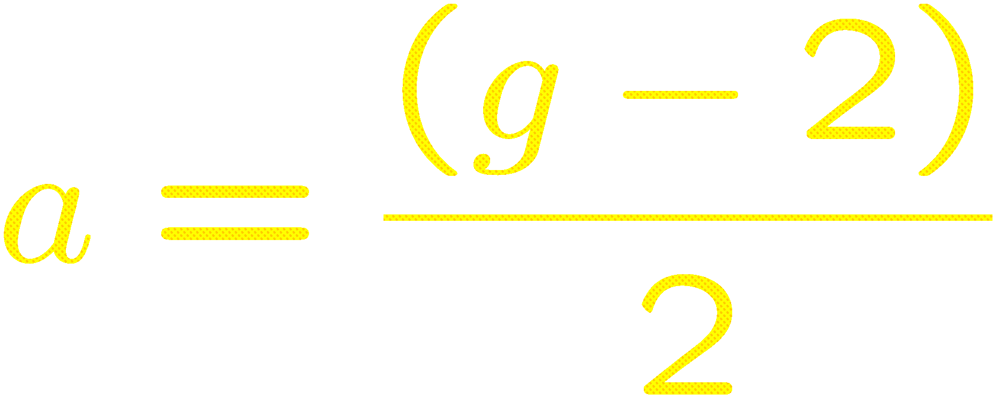 a = (g - 2) / 2